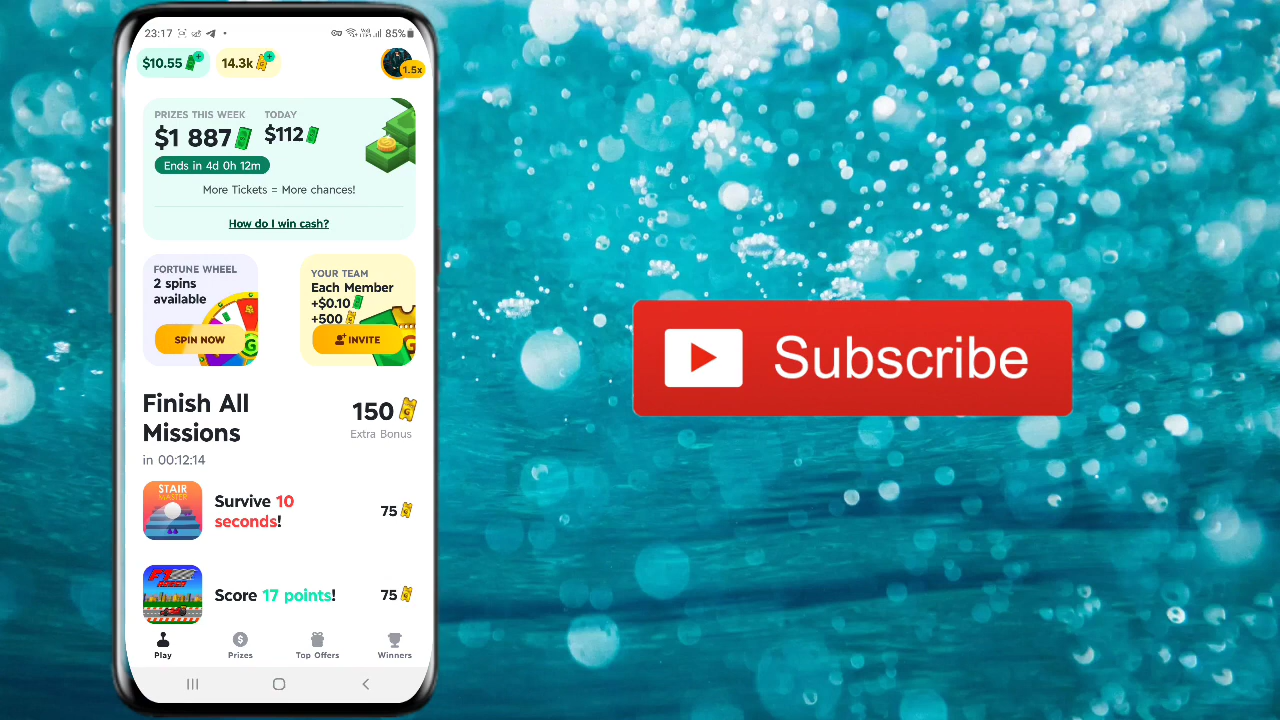 23:17
85%
$10.55
14.3k
1.5x
PRIZES THIS WEEK
TODAY
$1 887
$112
Ends in 4d 0h 12m
More Tickets = More chances!
How do I win cash?
FORTUNE WHEEL
2 spins
available
SPIN NOW
YOUR TEAM
Each Member
+$0.10
+500
INVITE
Finish All
Missions
150
Extra Bonus
in 00:12:14
STAIR
MASTER
Survive 10
seconds!
75
F1
Score 17 points!
75
Play
Prizes
Top Offers
Winners
Subscribe